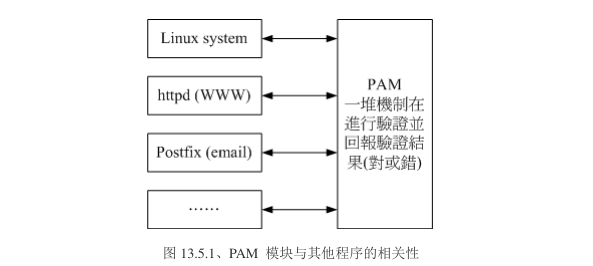 Linux system
httpd (WWW)
Postfix (email)
……
PAM
一堆機制在
進行驗證並
回報驗證結
果(對或錯)
图 13.5.1、PAM 模块与其他程序的相关性